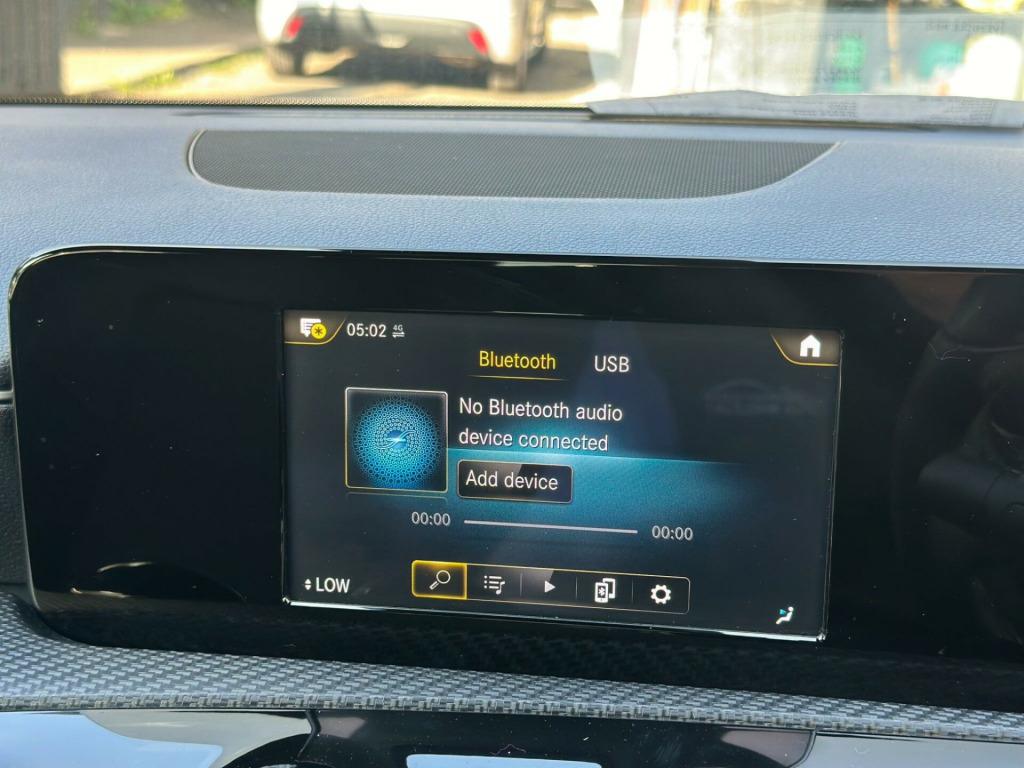 05:02 4G
Bluetooth USB
No Bluetooth audio
device connected
Add device
00:00 00:00
LOW